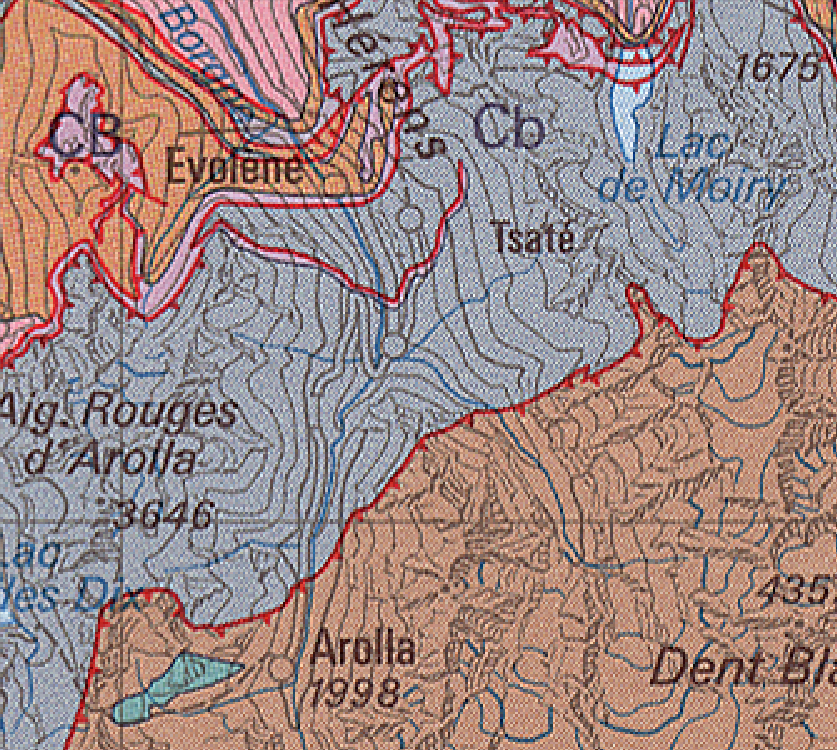 Borgne
Hérens
1675
Cb
CB
Lac
de Moiry
Evolène
Tsaté
Aig. Rouges
d'Arolla
3646
Lac
des Dix
435
Arolla
1998
Dent Bla